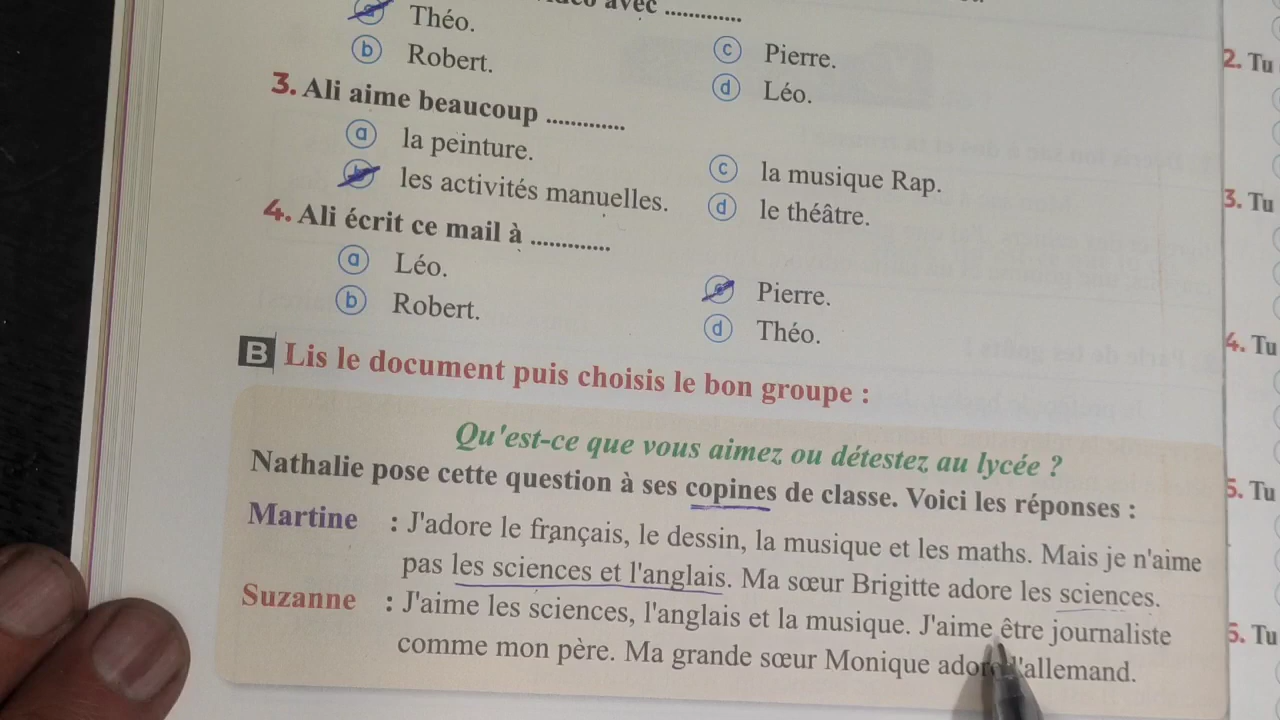 avec .............
Théo.
b Robert.
c Pierre.
d Léo.
3. Ali aime beaucoup .............
a la peinture.
les activités manuelles.
c la musique Rap.
d le théâtre.
4. Ali écrit ce mail à .............
a Léo.
b Robert.
Pierre.
d Théo.
B Lis le document puis choisis le bon groupe :
Qu'est-ce que vous aimez ou détestez au lycée ?
Nathalie pose cette question à ses copines de classe. Voici les réponses :
Martine : J'adore le français, le dessin, la musique et les maths. Mais je n'aime
pas les sciences et l'anglais. Ma sœur Brigitte adore les sciences.
Suzanne : J'aime les sciences, l'anglais et la musique. J'aime être journaliste
comme mon père. Ma grande sœur Monique adore l'allemand.
2. Tu
3. Tu
4. Tu
5. Tu
6. Tu